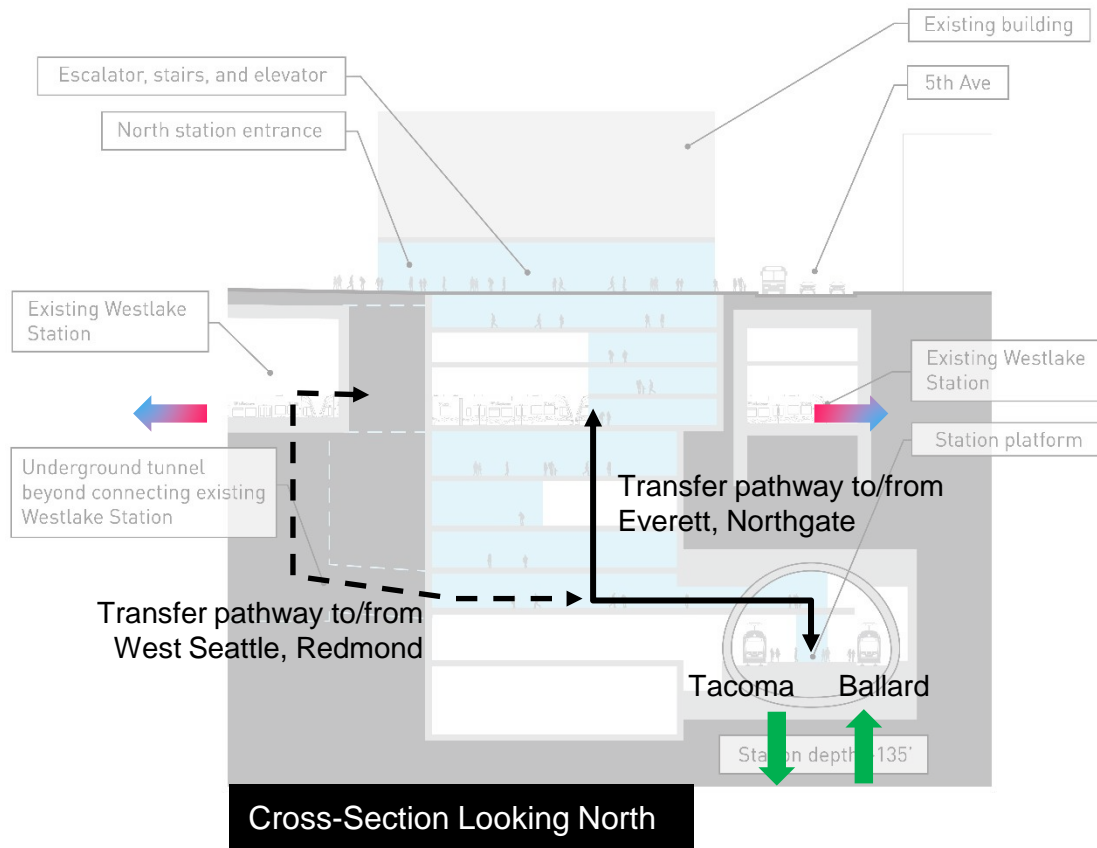 Existing building
Escalator, stairs, and elevator
5th Ave
North station entrance
Existing Westlake
Station
Existing Westlake
Station
Station platform
Underground tunnel
beyond connecting existing
Westlake Station
Transfer pathway to/from
Everett, Northgate
Transfer pathway to/from
West Seattle, Redmond
Tacoma
Ballard
Station depth 135'
Cross-Section Looking North